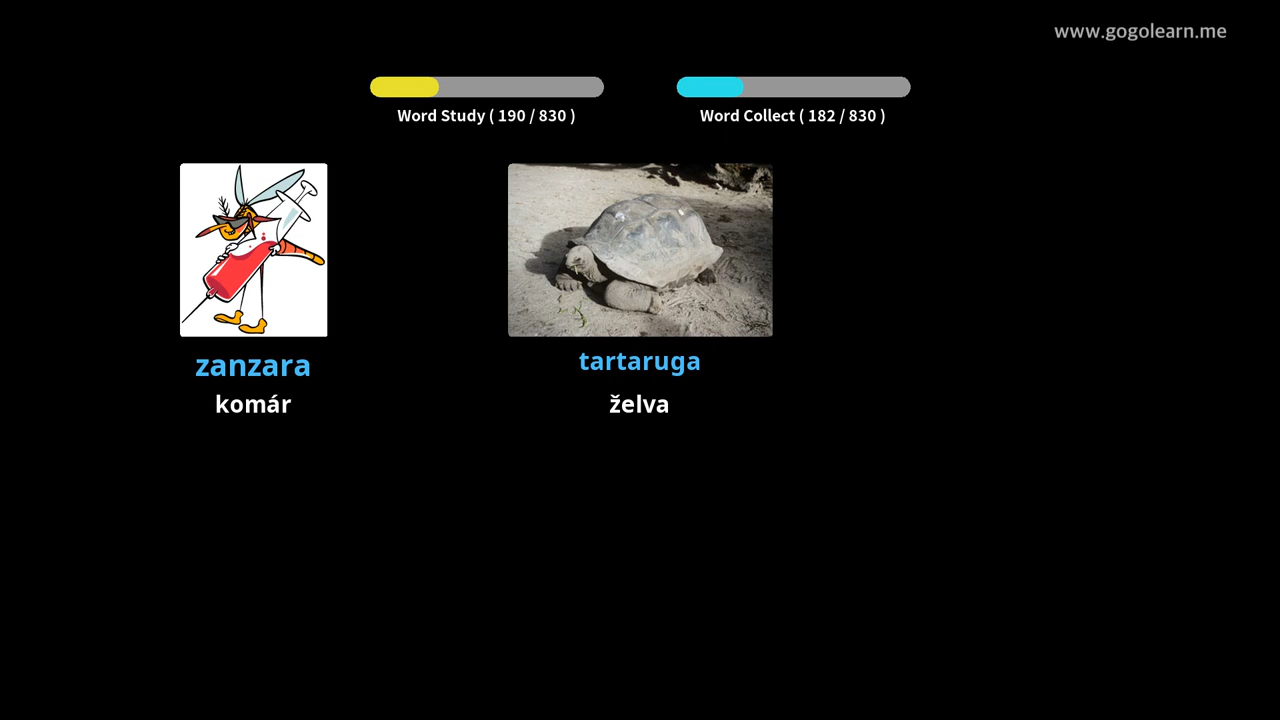 www.gogolearn.me
Word Study ( 190 / 830 )
Word Collect ( 182 / 830 )
zanzara
komár
tartaruga
želva